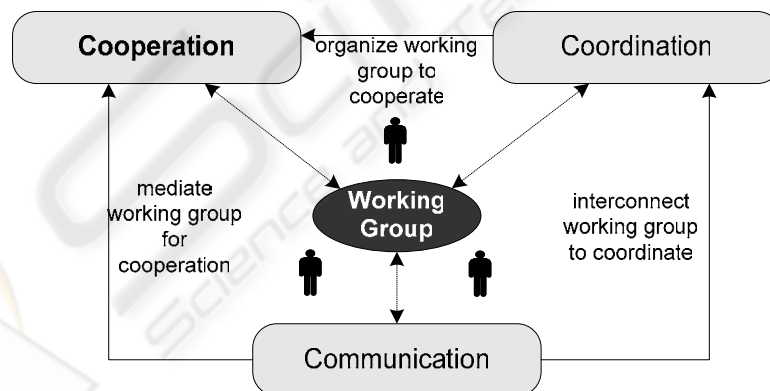 Cooperation
organize working
group to
cooperate
Coordination
mediate
working group
for
cooperation
Working
Group
interconnect
working group
to coordinate
Communication